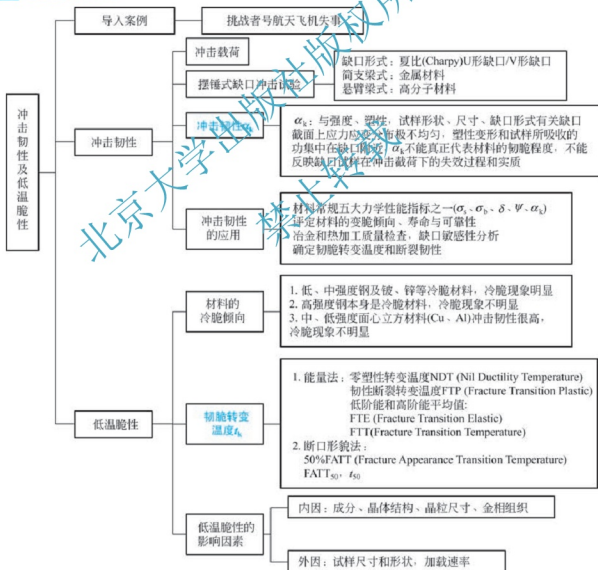 导入案例
挑战者号航天飞机失事
冲击韧性及低温脆性
冲击韧性
冲击载荷
摆锤式缺口冲击试验
缺口形式：夏比(Charpy)U形缺口/V形缺口
简支梁式：金属材料
悬臂梁式：高分子材料
冲击韧性αk
αk：与强度、塑性，试样形状、尺寸、缺口形式有关缺口
截面上应力应变分布极不均匀，塑性变形和试样所吸收的
功集中在缺口附近，αk不能真正代表材料的韧脆程度，不能
反映缺口试样在冲击载荷下的失效过程和实质
冲击韧性
的应用
材料常规五大力学性能指标之一(σs、σb、δ、Ψ、αk)
评定材料的变脆倾向、寿命与可靠性
冶金和热加工质量检查，缺口敏感性分析
确定韧脆转变温度和断裂韧性
低温脆性
材料的
冷脆倾向
1. 低、中强度钢及铍、锌等冷脆材料，冷脆现象明显
2. 高强度钢本身是冷脆材料，冷脆现象不明显
3. 中、低强度面心立方材料(Cu、Al)冲击韧性很高，
冷脆现象不明显
韧脆转变
温度tk
1. 能量法：零塑性转变温度NDT (Nil Ductility Temperature)
韧性断裂转变温度FTP (Fracture Transition Plastic)
低阶能和高阶能平均值:
FTE (Fracture Transition Elastic)
FTT(Fracture Transition Temperature)
2. 断口形貌法：
50%FATT (Fracture Appearance Transition Temperature)
FATT50，t50
低温脆性的
影响因素
内因：成分、晶体结构、晶粒尺寸、金相组织
外因：试样尺寸和形状，加载速率
北京大学出版社版权所有
禁止转载